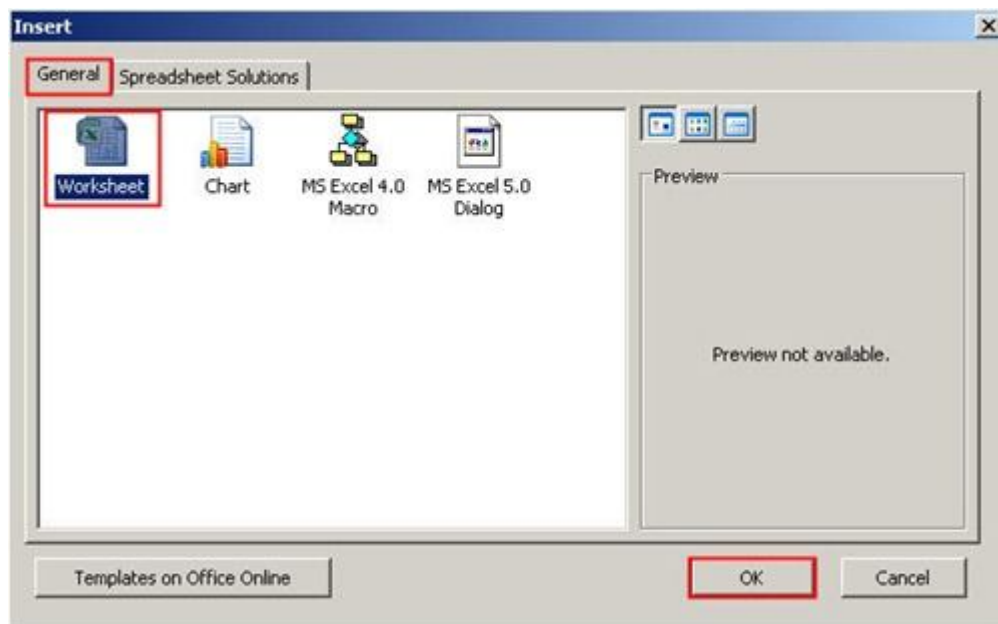 Insert
General Spreadsheet Solutions
Worksheet Chart MS Excel 4.0 MS Excel 5.0
Macro Dialog
Preview
Preview not available.
Templates on Office Online OK Cancel